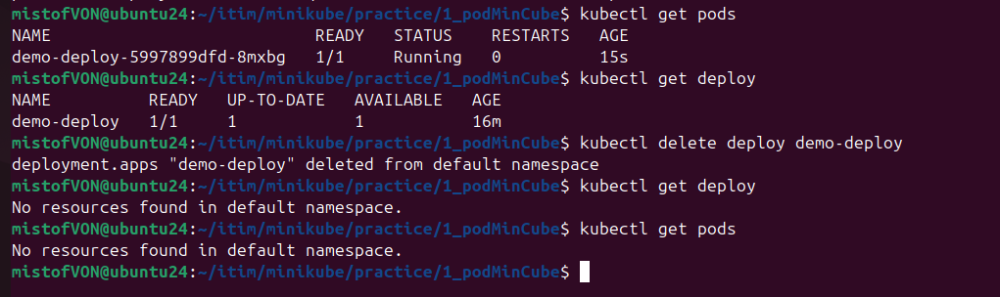 mistofVON@ubuntu24:~/itim/minikube/practice/1_podMinCube$ kubectl get pods
NAME                           READY   STATUS    RESTARTS   AGE
demo-deploy-5997899dfd-8mxbg   1/1     Running   0          15s
mistofVON@ubuntu24:~/itim/minikube/practice/1_podMinCube$ kubectl get deploy
NAME          READY   UP-TO-DATE   AVAILABLE   AGE
demo-deploy   1/1     1            1           16m
mistofVON@ubuntu24:~/itim/minikube/practice/1_podMinCube$ kubectl delete deploy demo-deploy
deployment.apps "demo-deploy" deleted from default namespace
mistofVON@ubuntu24:~/itim/minikube/practice/1_podMinCube$ kubectl get deploy
No resources found in default namespace.
mistofVON@ubuntu24:~/itim/minikube/practice/1_podMinCube$ kubectl get pods
No resources found in default namespace.
mistofVON@ubuntu24:~/itim/minikube/practice/1_podMinCube$